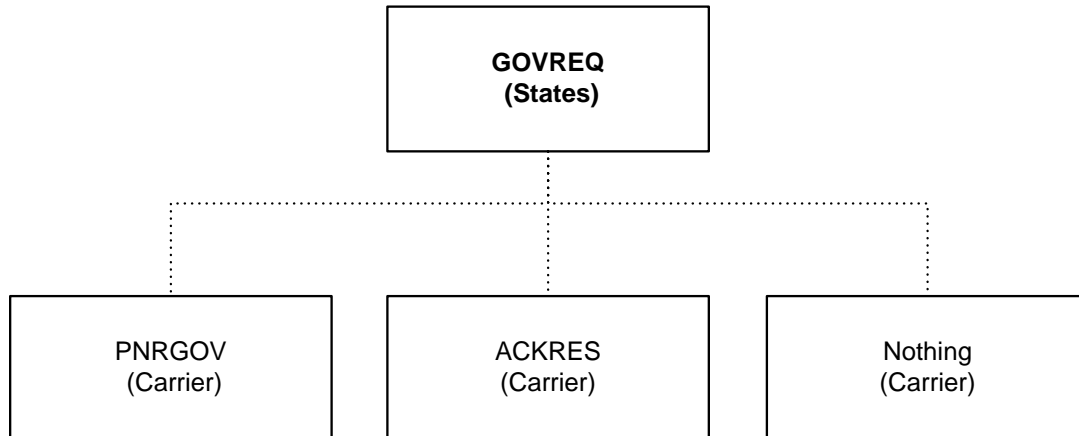 GOVREQ
(States)
PNRGOV
(Carrier)
ACKRES
(Carrier)
Nothing
(Carrier)